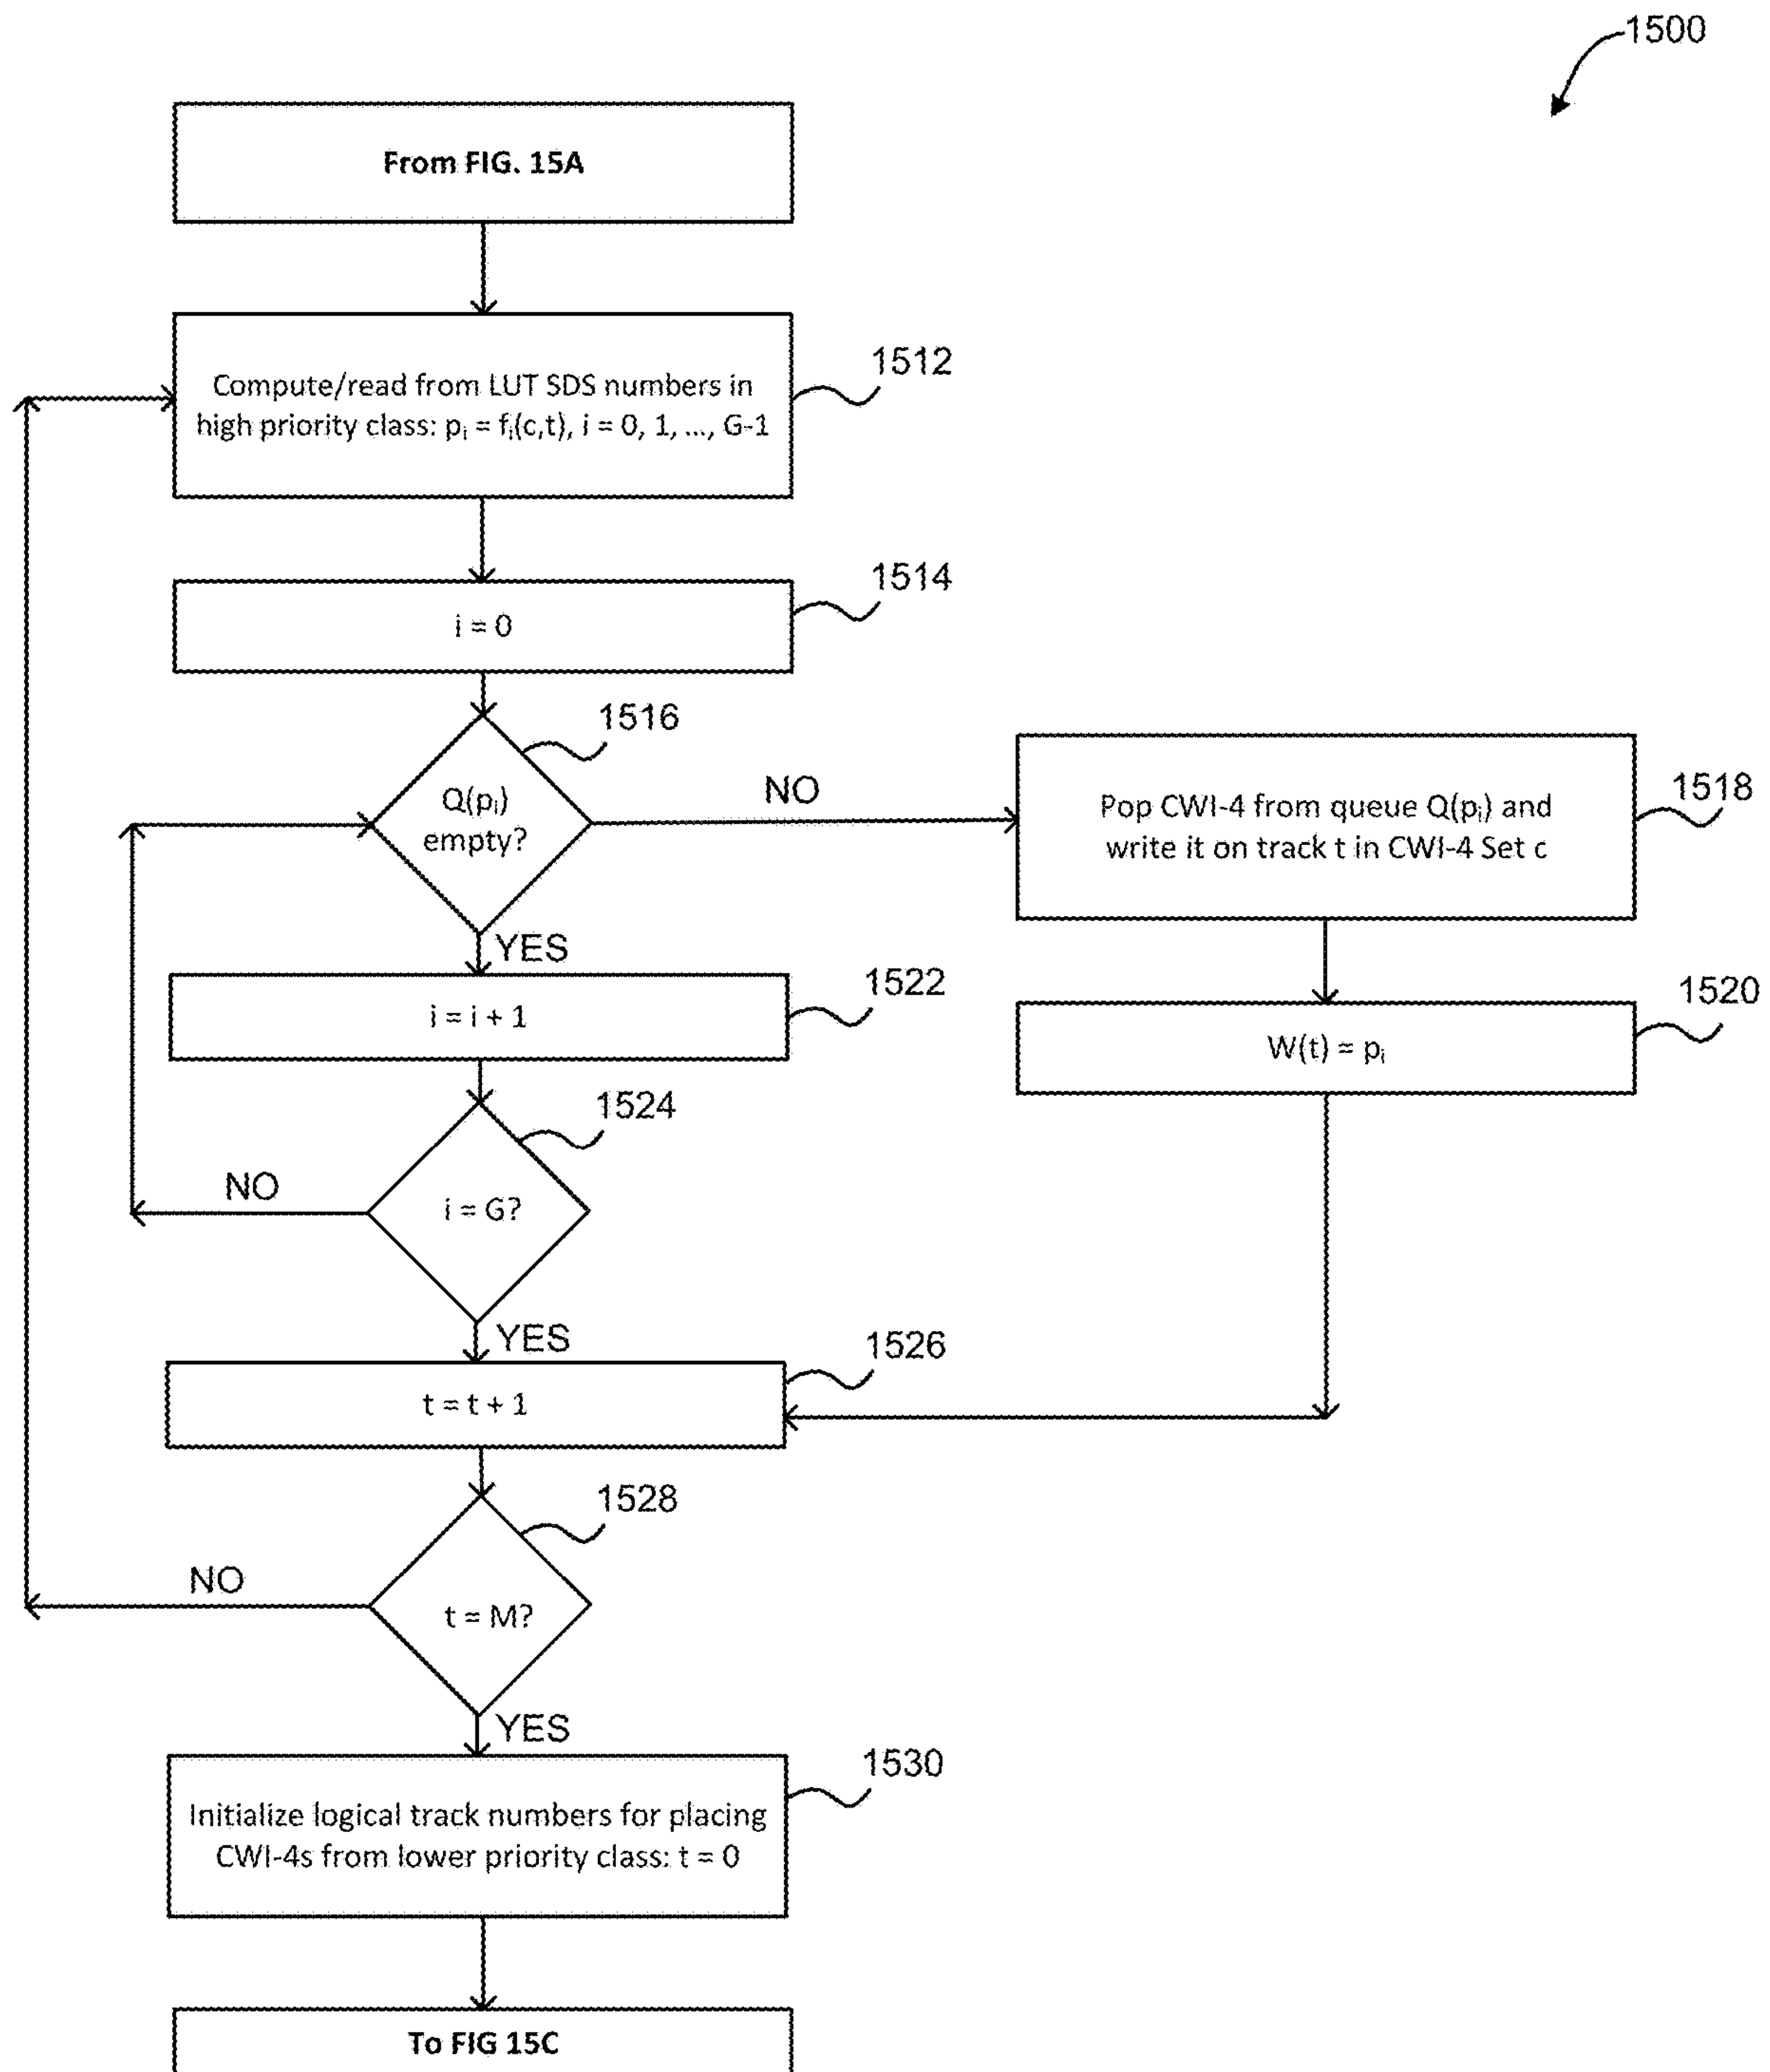 1500
From FIG. 15A
1512
Compute/read from LUT SDS numbers in
high priority class: pᵢ = fᵢ(c,t), i = 0, 1, ..., G-1
1514
i = 0
1516
Q(pᵢ)
empty?
NO
1518
Pop CWI-4 from queue Q(pᵢ) and
write it on track t in CWI-4 Set c
YES
1522
i = i + 1
1520
W(t) = pᵢ
1524
i = G?
NO
YES
1526
t = t + 1
1528
t = M?
NO
YES
1530
Initialize logical track numbers for placing
CWI-4s from lower priority class: t = 0
To FIG 15C